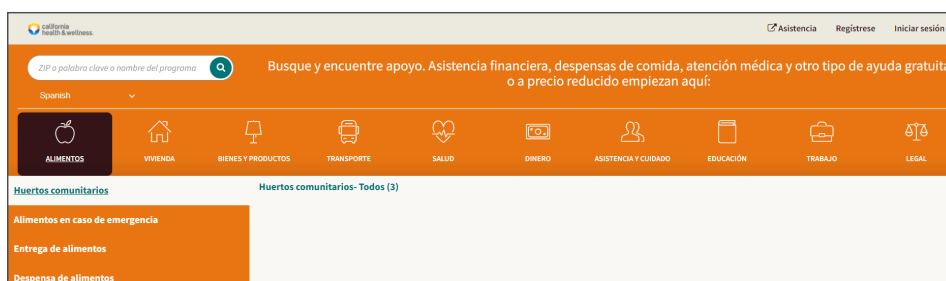 california
health & wellness.
Asistencia Regístrese Iniciar sesión
ZIP o palabra clave o nombre del programa
Busque y encuentre apoyo. Asistencia financiera, despensas de comida, atención médica y otro tipo de ayuda gratuita
o a precio reducido empiezan aquí:
Spanish
ALIMENTOS VIVIENDA BIENES Y PRODUCTOS TRANSPORTE SALUD DINERO ASISTENCIA Y CUIDADO EDUCACIÓN TRABAJO LEGAL
Huertos comunitarios
Huertos comunitarios- Todos (3)
Alimentos en caso de emergencia
Entrega de alimentos
Despensa de alimentos